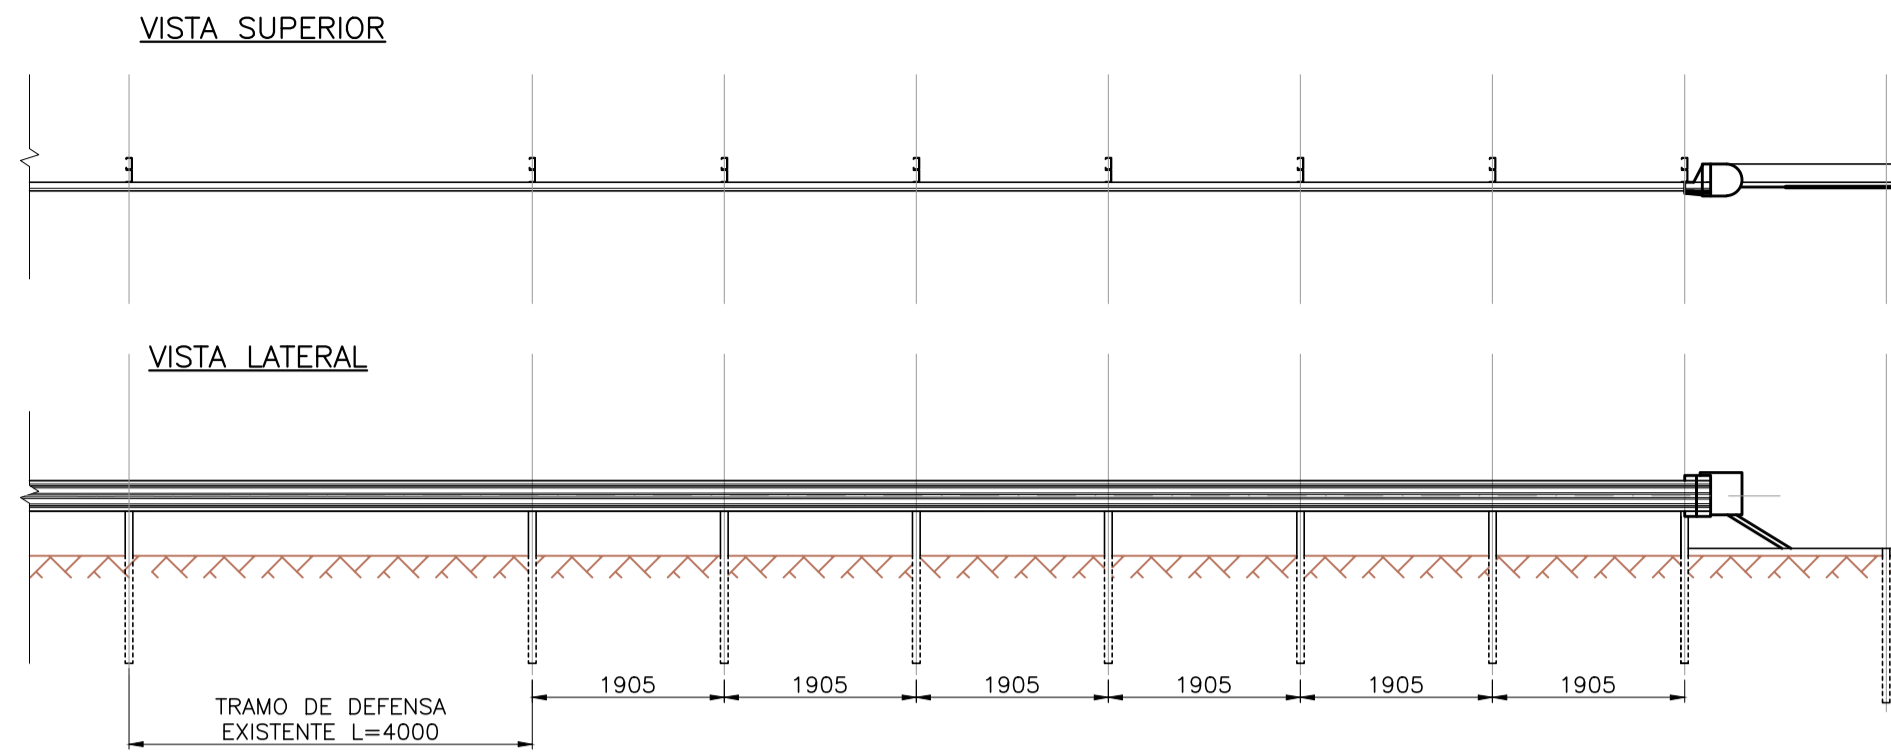 VISTA SUPERIOR
VISTA LATERAL
1905
1905
1905
1905
1905
1905
TRAMO DE DEFENSA
EXISTENTE L=4000